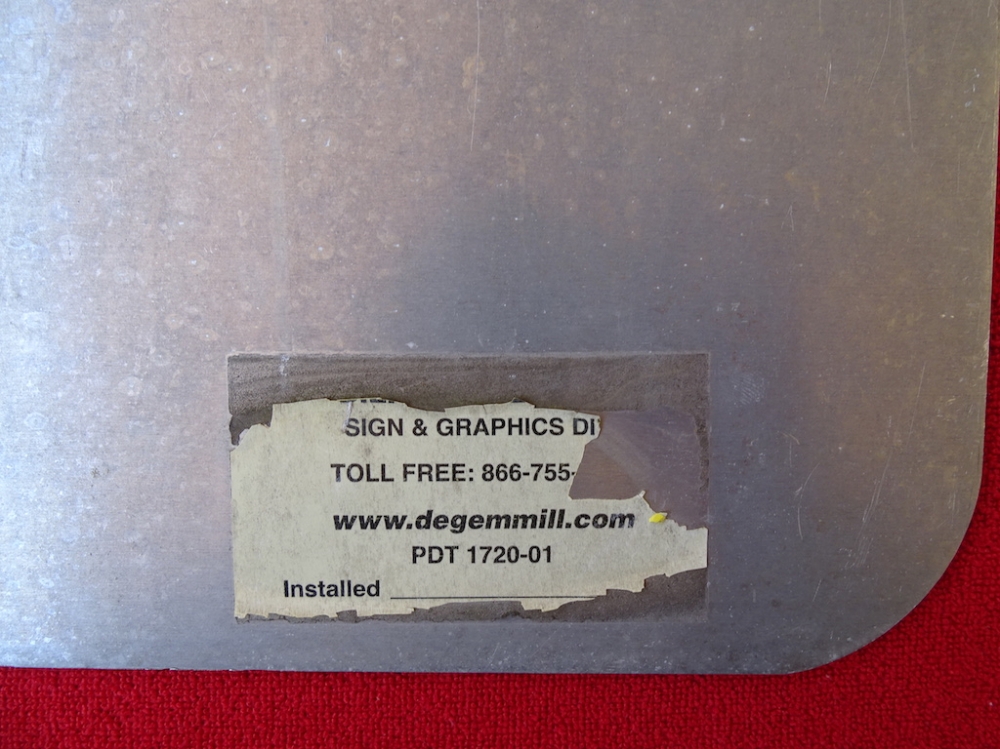 SIGN & GRAPHICS DI
TOLL FREE: 866-755-
www.degemmill.com
PDT 1720-01
Installed